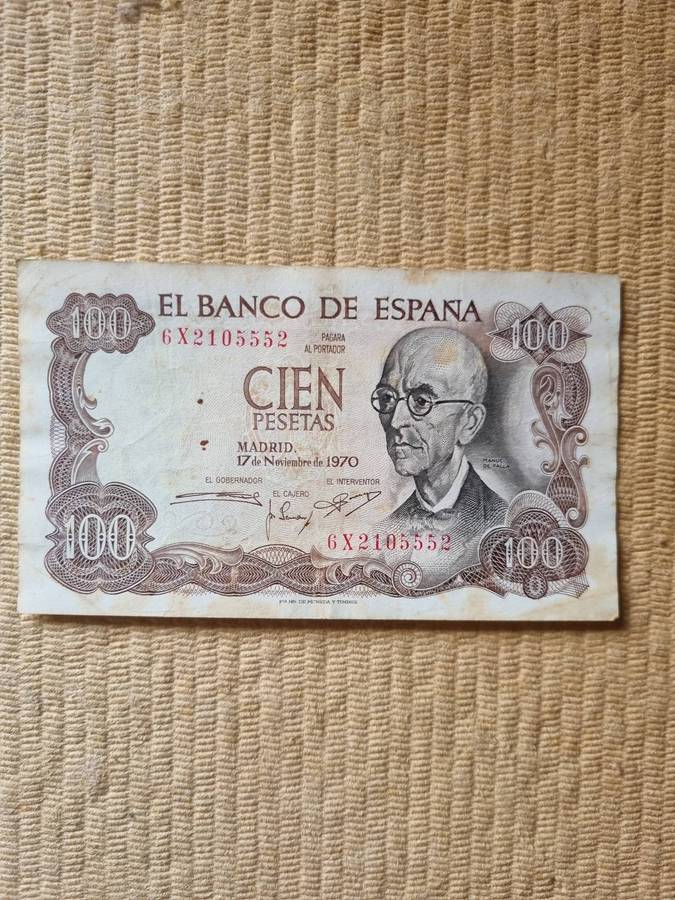 EL BANCO DE ESPAÑA
100
100
6X2105552
PAGARA
AL PORTADOR
CIEN
PESETAS
MADRID.
17 de Noviembre de 1970
MANUEL
DE FALLA
EL GOBERNADOR
EL CAJERO
EL INTERVENTOR
6X2105552
100
100